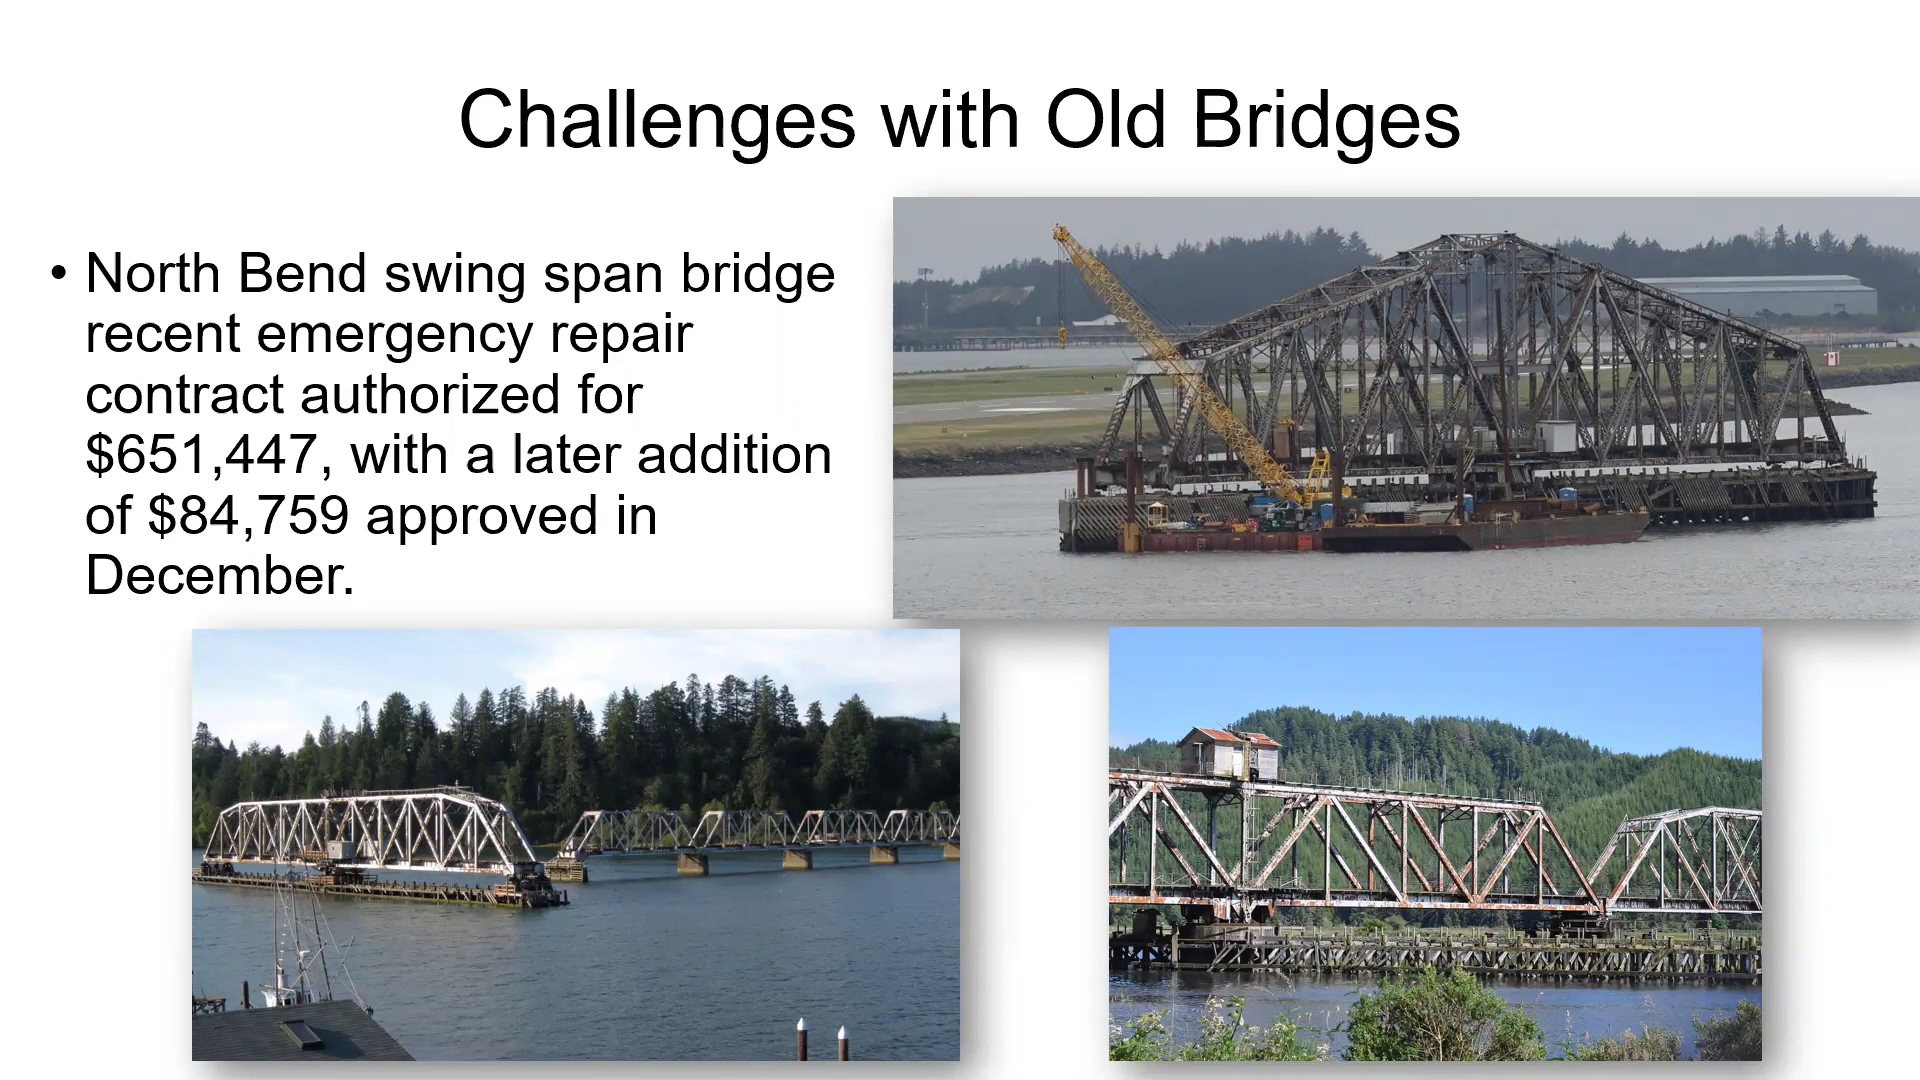 Challenges with Old Bridges
• North Bend swing span bridge
recent emergency repair
contract authorized for
$651,447, with a later addition
of $84,759 approved in
December.